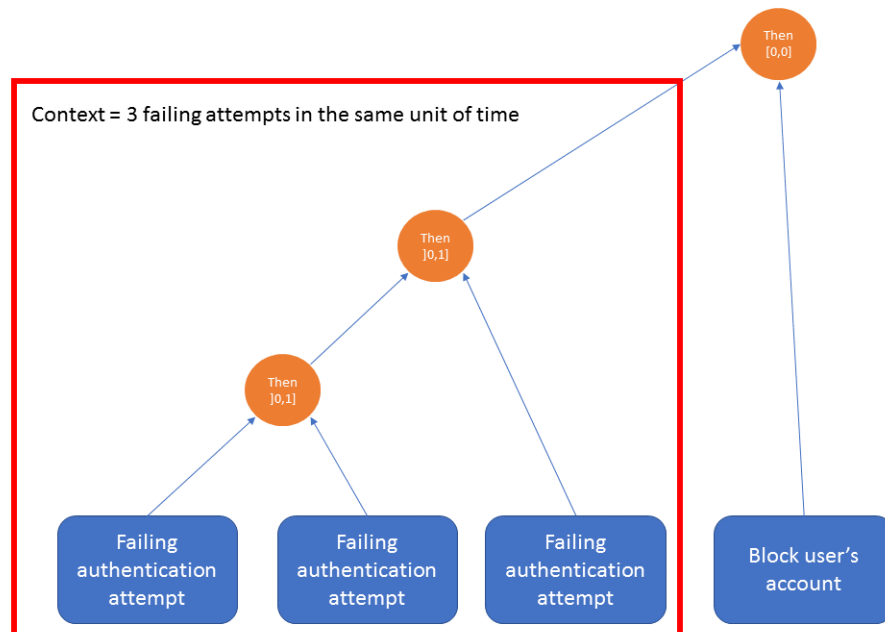 Then
[0,0]
Context = 3 failing attempts in the same unit of time
Then
]0,1]
Then
]0,1]
Failing
authentication
attempt
Failing
authentication
attempt
Failing
authentication
attempt
Block user's
account